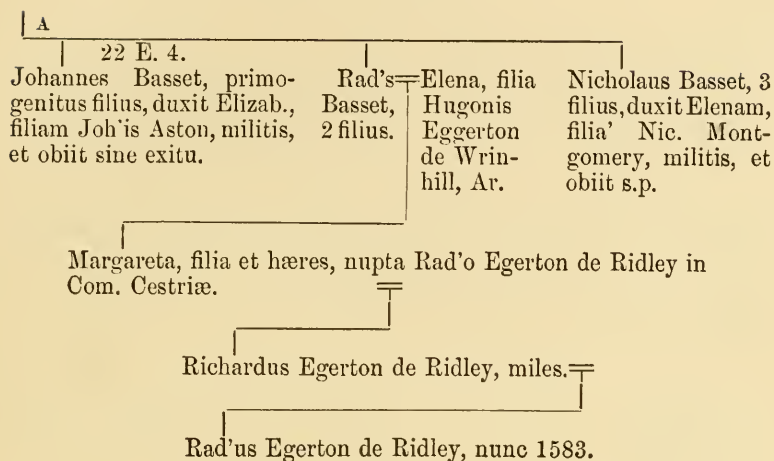 A
22 E. 4.
Johannes Basset, primo-
genitus filius, duxit Elizab.,
filiam Joh'is Aston, militis,
et obiit sine exitu.
Rad's
Basset,
2 filius.
Elena, filia
Hugonis
Eggerton
de Wrin-
hill, Ar.
Nicholaus Basset, 3
filius, duxit Elenam,
filia' Nic. Mont-
gomery, militis, et
obiit s.p.
Margareta, filia et hæres, nupta Rad'o Egerton de Ridley in
Com. Cestriæ.
Richardus Egerton de Ridley, miles.
Rad'us Egerton de Ridley, nunc 1583.